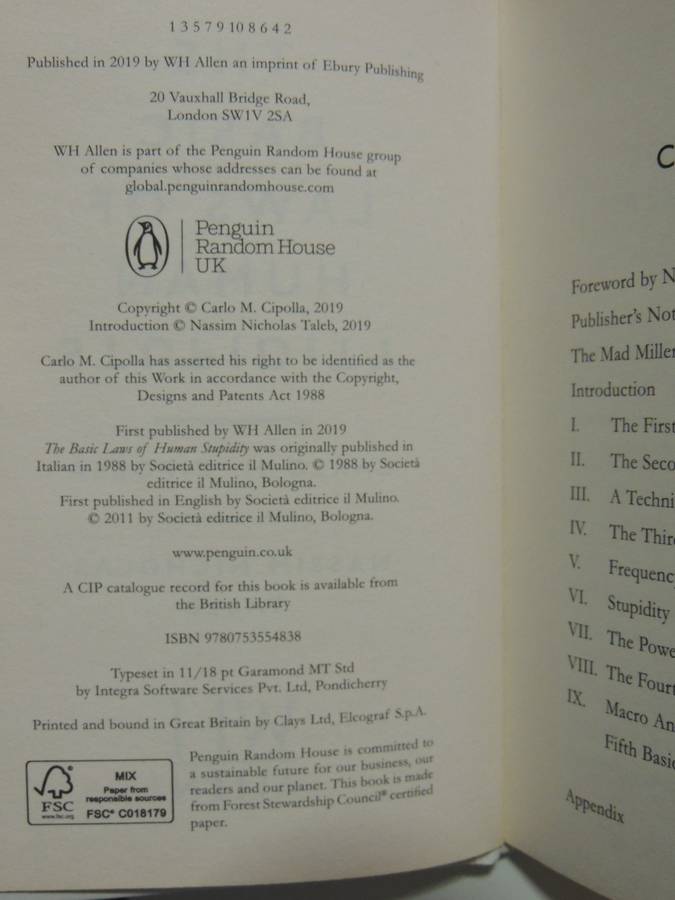 1 3 5 7 9 10 8 6 4 2
Published in 2019 by WH Allen an imprint of Ebury Publishing
20 Vauxhall Bridge Road,
London SW1V 2SA
WH Allen is part of the Penguin Random House group
of companies whose addresses can be found at
global.penguinrandomhouse.com
Penguin
Random House
UK
Copyright © Carlo M. Cipolla, 2019
Introduction © Nassim Nicholas Taleb, 2019
Carlo M. Cipolla has asserted his right to be identified as the
author of this Work in accordance with the Copyright,
Designs and Patents Act 1988
First published by WH Allen in 2019
The Basic Laws of Human Stupidity was originally published in
Italian in 1988 by Società editrice il Mulino. © 1988 by Società
editrice il Mulino, Bologna.
First published in English by Società editrice il Mulino.
© 2011 by Società editrice il Mulino, Bologna.
www.penguin.co.uk
A CIP catalogue record for this book is available from
the British Library
ISBN 9780753554838
Typeset in 11/18 pt Garamond MT Std
by Integra Software Services Pvt. Ltd, Pondicherry
Printed and bound in Great Britain by Clays Ltd, Elcograf S.p.A.
FSC
www.fsc.org
MIX
Paper from
responsible sources
FSC® C018179
Penguin Random House is committed to
a sustainable future for our business, our
readers and our planet. This book is made
from Forest Stewardship Council® certified
paper.
C
Foreword by N
Publisher's Not
The Mad Miller
Introduction
I. The First
II. The Seco
III. A Techni
IV. The Thir
V. Frequency
VI. Stupidity
VII. The Powe
VIII. The Fourt
IX. Macro An
Fifth Basi
Appendix